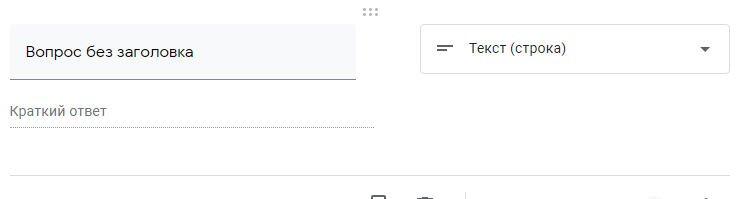 Вопрос без заголовка
Текст (строка)
Краткий ответ